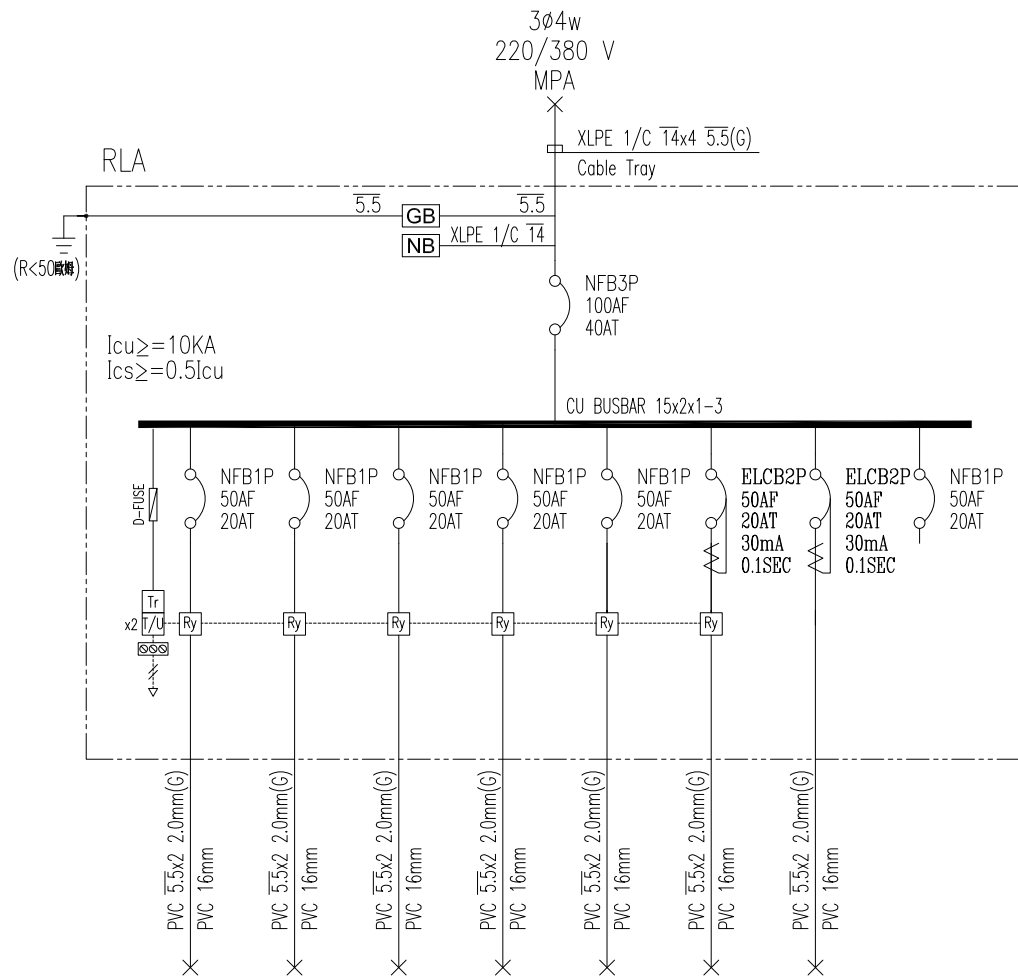 3ø4w
220/380 V
MPA
XLPE 1/C 14x4 5.5(G)
Cable Tray
RLA
5.5
GB
5.5
NB
XLPE 1/C 14
(R<50歐姆)
NFB3P
100AF
40AT
Icu≥=10KA
Ics≥=0.5Icu
CU BUSBAR 15x2x1-3
D-FUSE
NFB1P
50AF
20AT
NFB1P
50AF
20AT
NFB1P
50AF
20AT
NFB1P
50AF
20AT
NFB1P
50AF
20AT
ELCB2P
50AF
20AT
30mA
0.1SEC
ELCB2P
50AF
20AT
30mA
0.1SEC
NFB1P
50AF
20AT
Tr
x2 T/U
Ry
Ry
Ry
Ry
Ry
Ry
PVC 5.5x2 2.0mm(G)
PVC 16mm
PVC 5.5x2 2.0mm(G)
PVC 16mm
PVC 5.5x2 2.0mm(G)
PVC 16mm
PVC 5.5x2 2.0mm(G)
PVC 16mm
PVC 5.5x2 2.0mm(G)
PVC 16mm
PVC 5.5x2 2.0mm(G)
PVC 16mm
PVC 5.5x2 2.0mm(G)
PVC 16mm